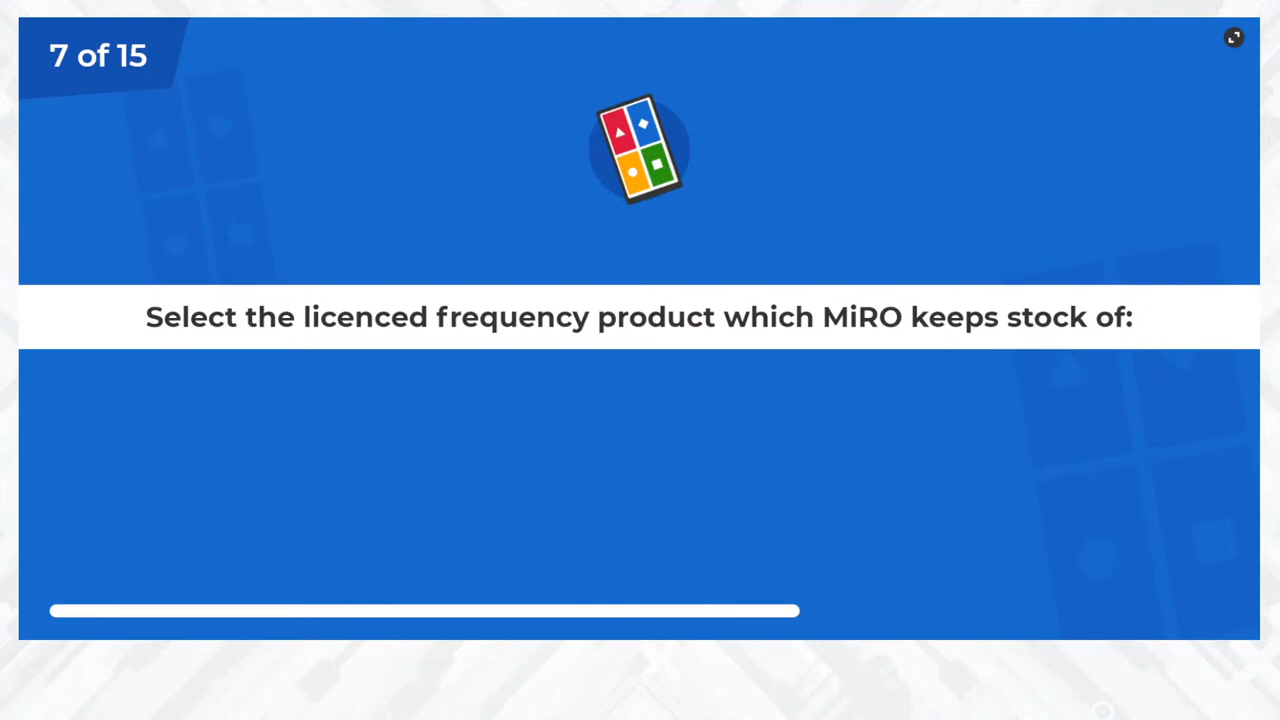 7 of 15
Select the licenced frequency product which MiRO keeps stock of: